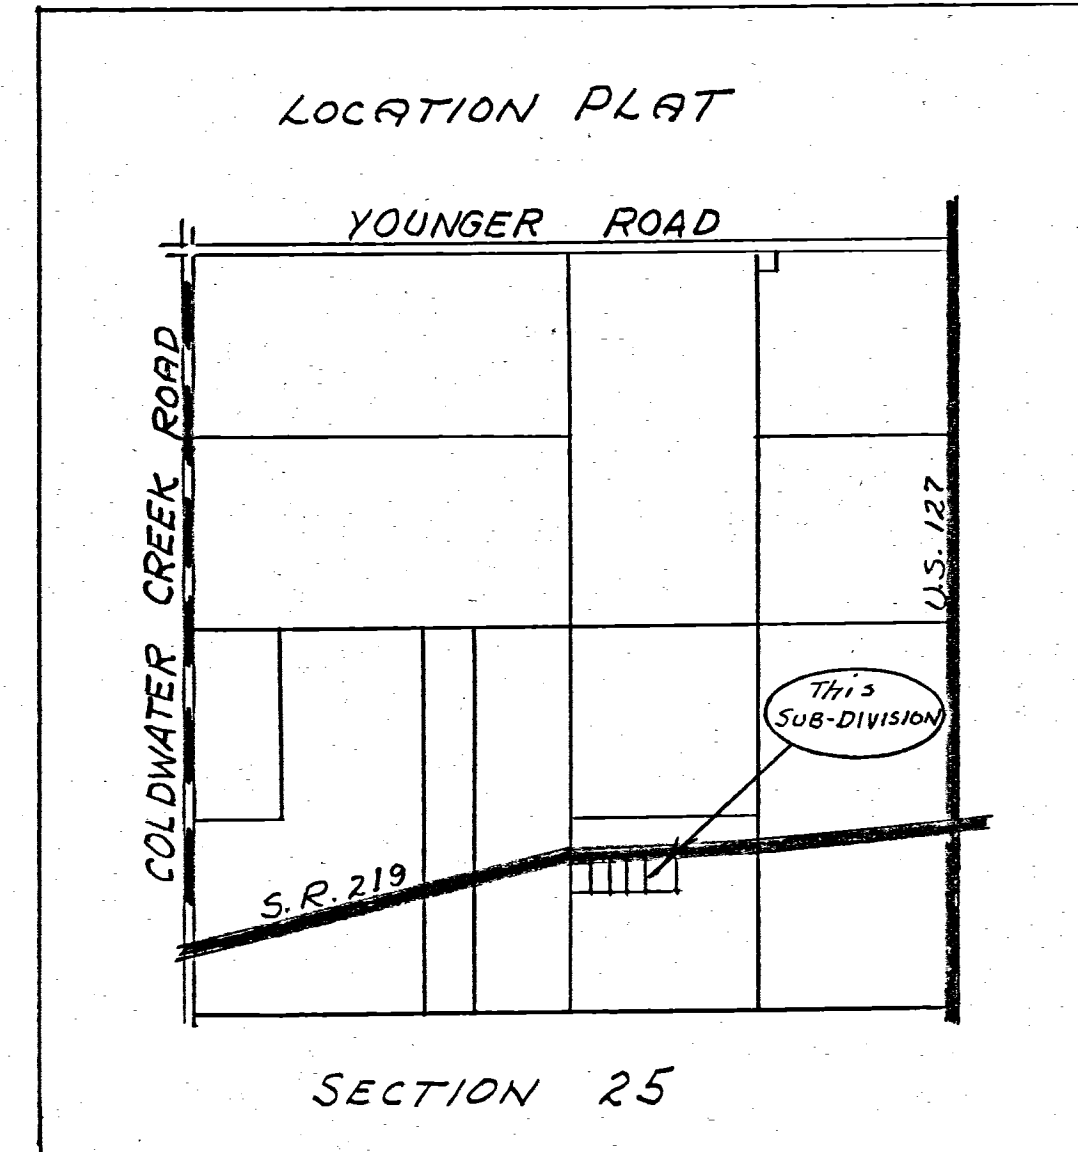 LOCATION PLAT
YOUNGER ROAD
COLDWATER CREEK ROAD
U.S. 127
This
SUB-DIVISION
S.R. 219
SECTION 25